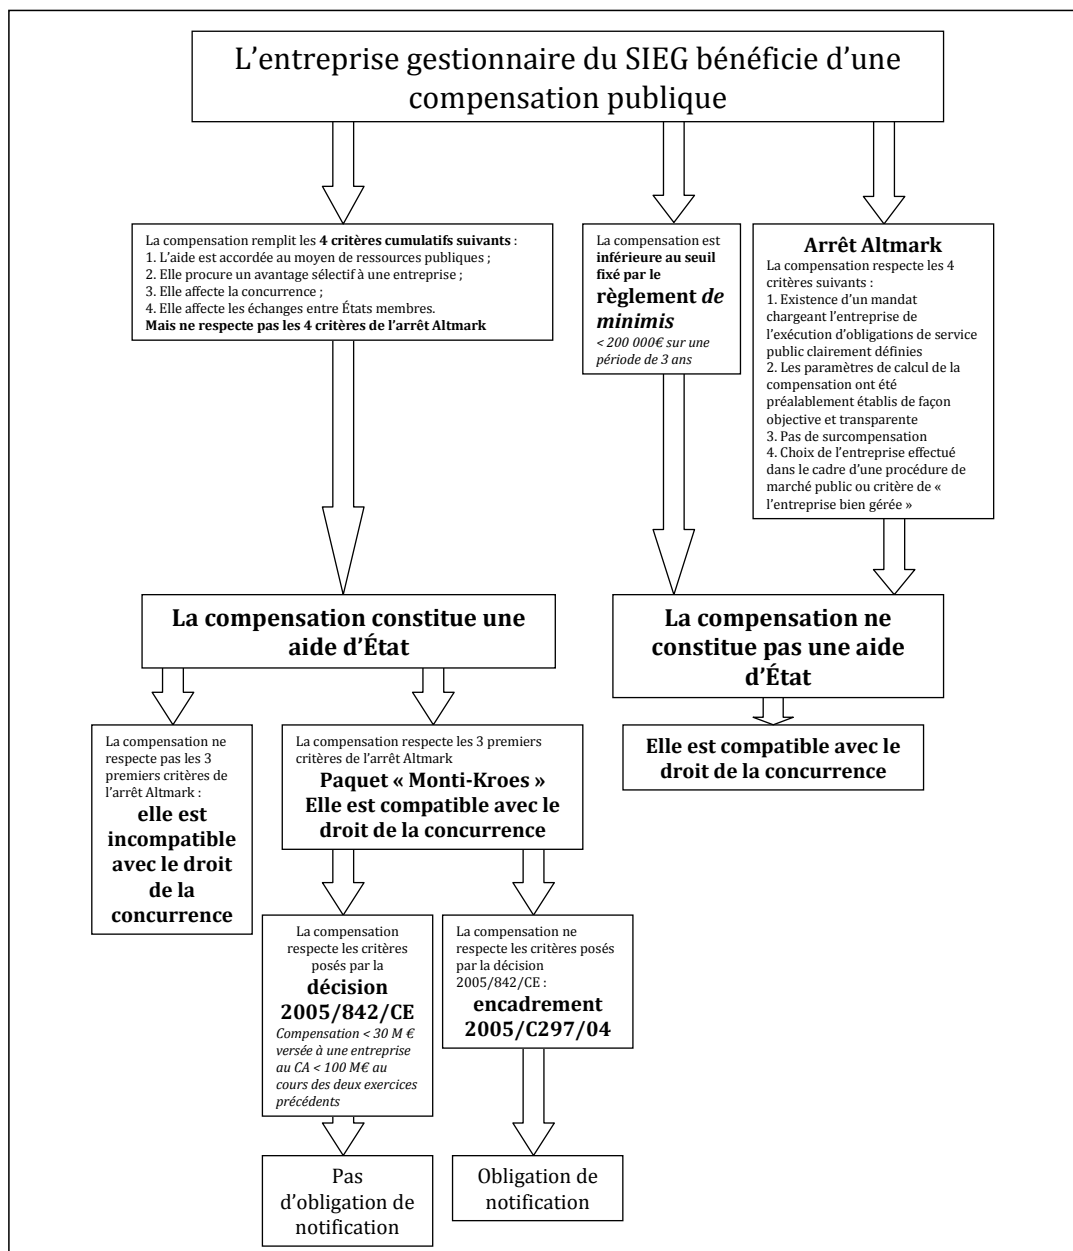 L'entreprise gestionnaire du SIEG bénéficie d'une
compensation publique
La compensation remplit les 4 critères cumulatifs suivants :
1. L'aide est accordée au moyen de ressources publiques ;
2. Elle procure un avantage sélectif à une entreprise ;
3. Elle affecte la concurrence ;
4. Elle affecte les échanges entre États membres.
Mais ne respecte pas les 4 critères de l'arrêt Altmark
La compensation est
inférieure au seuil
fixé par le
règlement de
minimis
< 200 000€ sur une
période de 3 ans
Arrêt Altmark
La compensation respecte les 4
critères suivants :
1. Existence d'un mandat
chargeant l'entreprise de
l'exécution d'obligations de service
public clairement définies
2. Les paramètres de calcul de la
compensation ont été
préalablement établis de façon
objective et transparente
3. Pas de surcompensation
4. Choix de l'entreprise effectué
dans le cadre d'une procédure de
marché public ou critère de «
l'entreprise bien gérée »
La compensation constitue une
aide d'État
La compensation ne
constitue pas une aide
d'État
La compensation ne
respecte pas les 3
premiers critères de
l'arrêt Altmark :
elle est
incompatible
avec le droit
de la
concurrence
La compensation respecte les 3 premiers
critères de l'arrêt Altmark
Paquet « Monti-Kroes »
Elle est compatible avec le
droit de la concurrence
Elle est compatible avec le
droit de la concurrence
La compensation
respecte les critères
posés par la
décision
2005/842/CE
Compensation < 30 M €
versée à une entreprise
au CA < 100 M€ au
cours des deux exercices
précédents
La compensation ne
respecte les critères posés
par la décision
2005/842/CE :
encadrement
2005/C297/04
Pas
d'obligation de
notification
Obligation de
notification